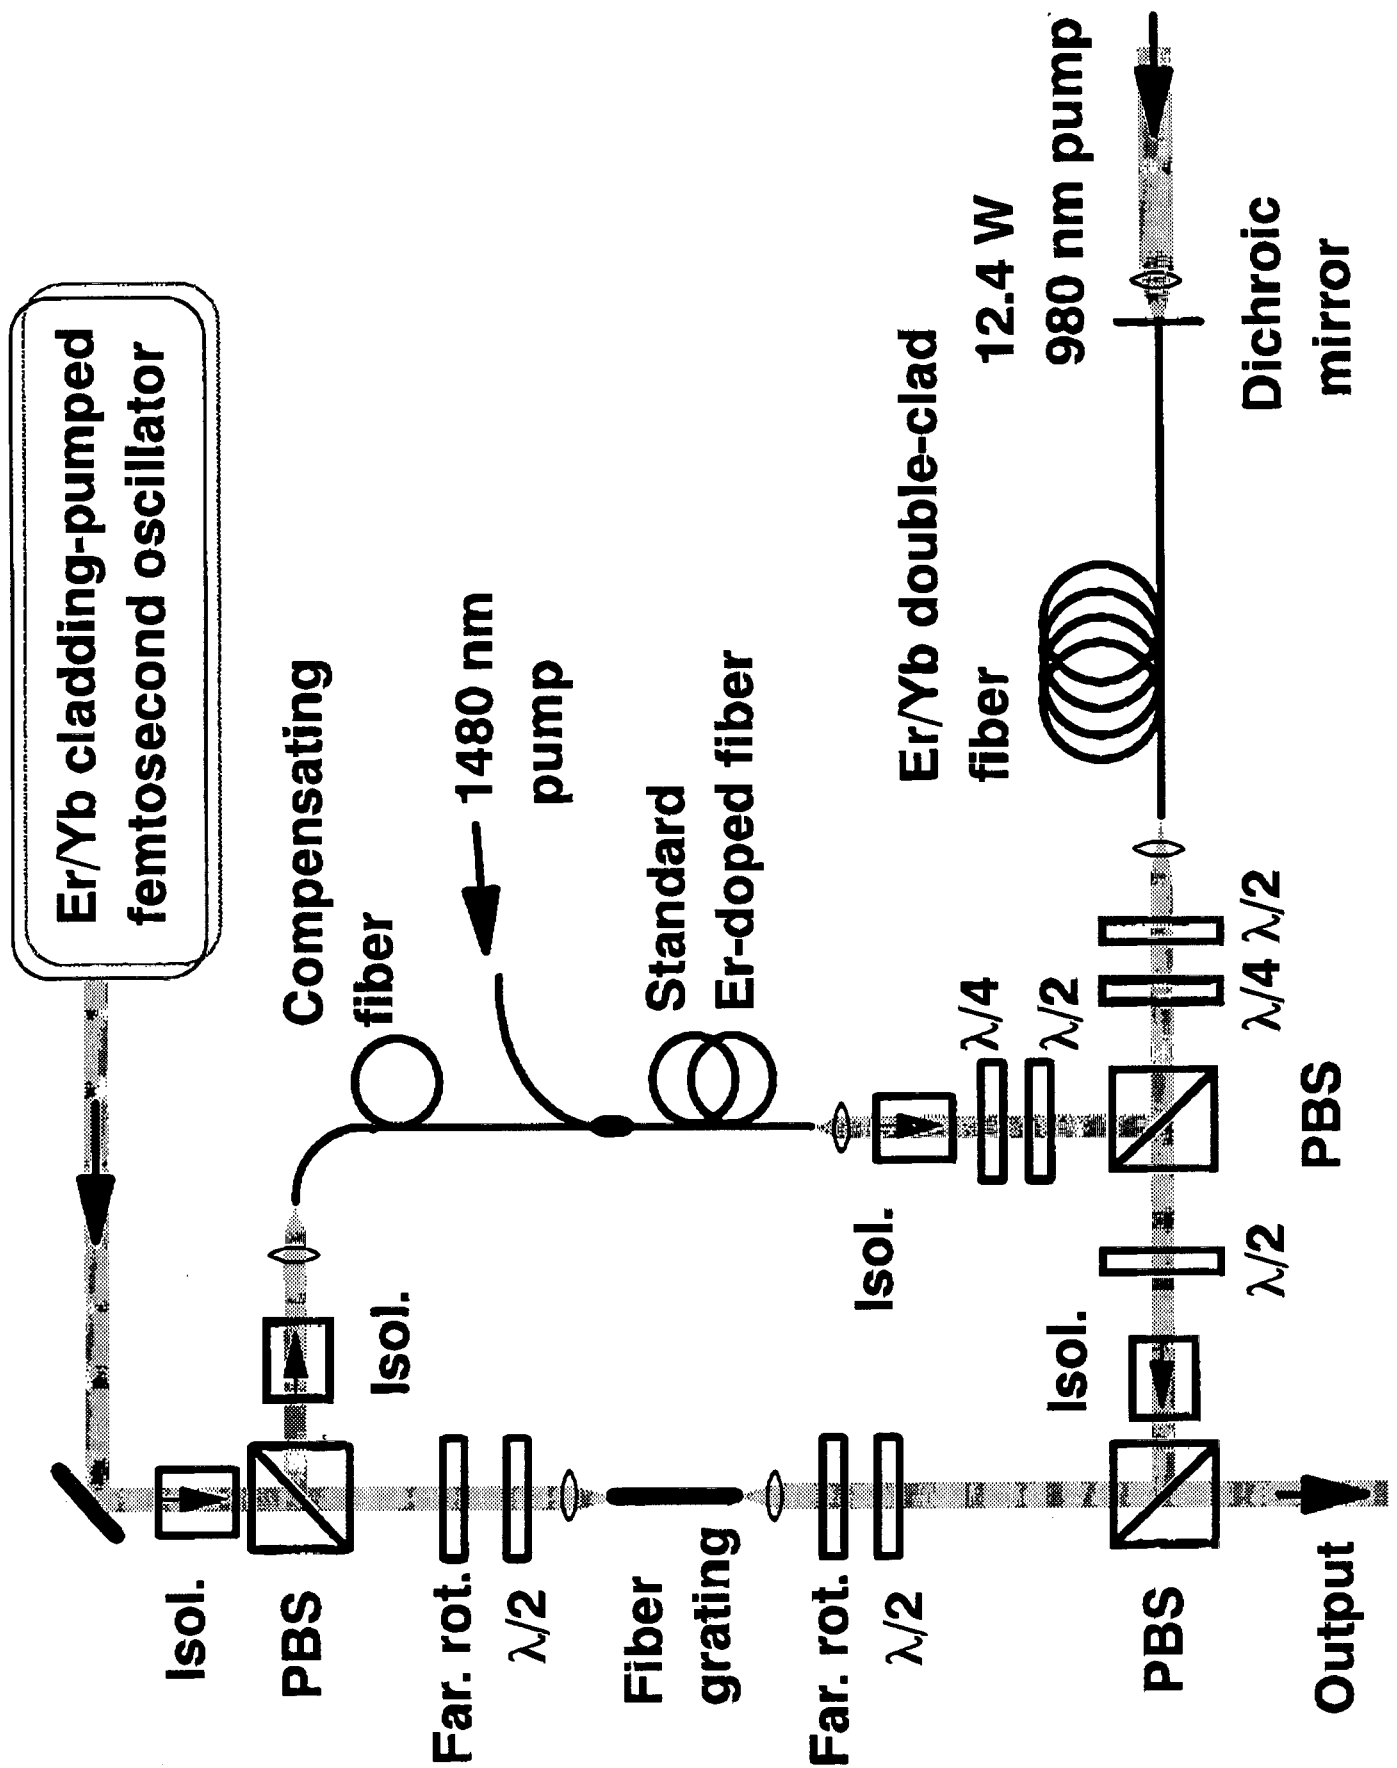 Er/Yb cladding-pumped
femtosecond oscillator
Compensating
fiber
1480 nm
pump
Standard
Er-doped fiber
Er/Yb double-clad
fiber
12.4 W
980 nm pump
Dichroic
mirror
Isol.
PBS
Isol.
Far. rot.
λ/2
Fiber
grating
Far. rot.
λ/2
PBS
Output
Isol.
λ/4
λ/2
Isol.
λ/2
PBS
λ/4
λ/2